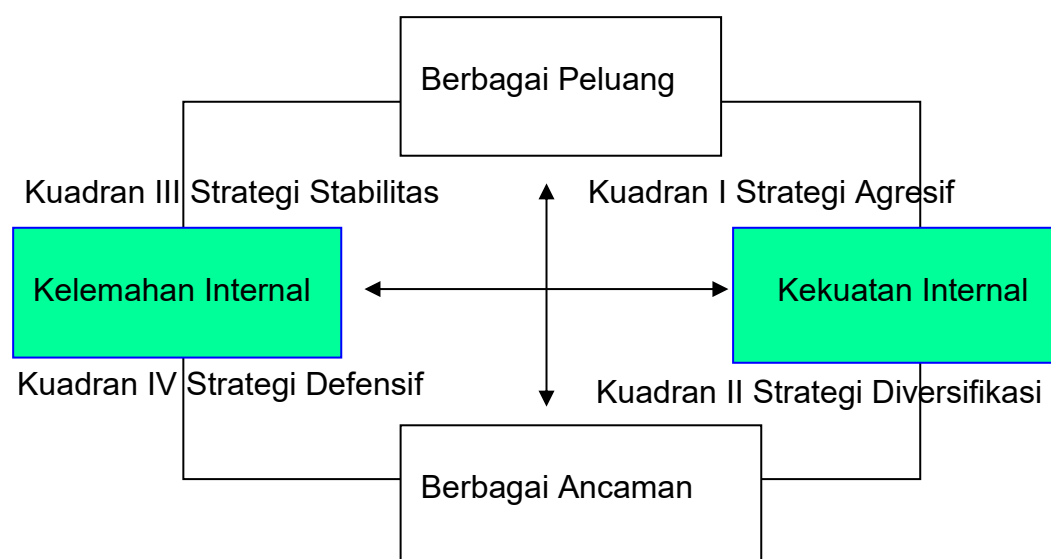 Berbagai Peluang
Kuadran III Strategi Stabilitas
Kuadran I Strategi Agresif
Kelemahan Internal
Kekuatan Internal
Kuadran IV Strategi Defensif
Kuadran II Strategi Diversifikasi
Berbagai Ancaman